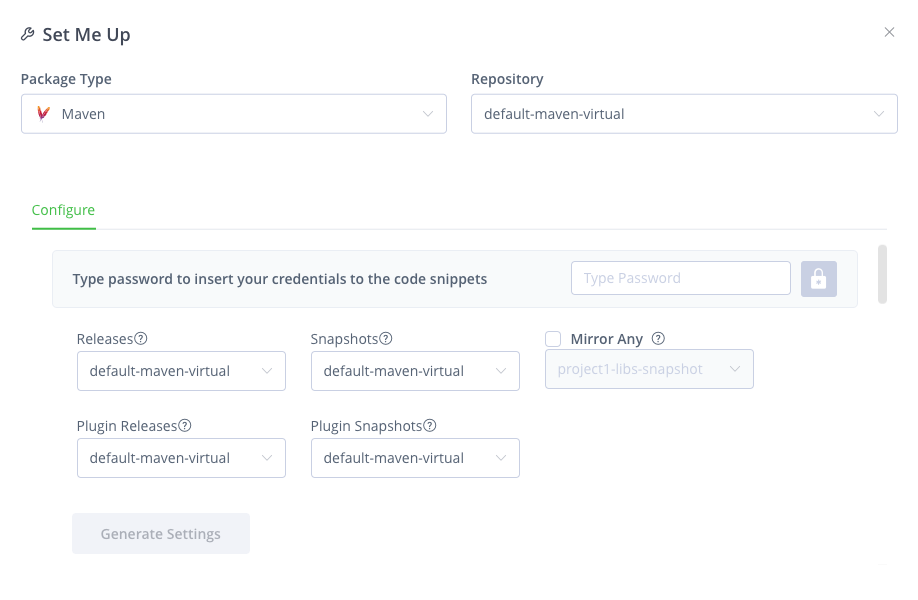 Set Me Up
Package Type
Repository
Maven
default-maven-virtual
Configure
Type password to insert your credentials to the code snippets
Type Password
Releases
Snapshots
Mirror Any
default-maven-virtual
default-maven-virtual
project1-libs-snapshot
Plugin Releases
Plugin Snapshots
default-maven-virtual
default-maven-virtual
Generate Settings